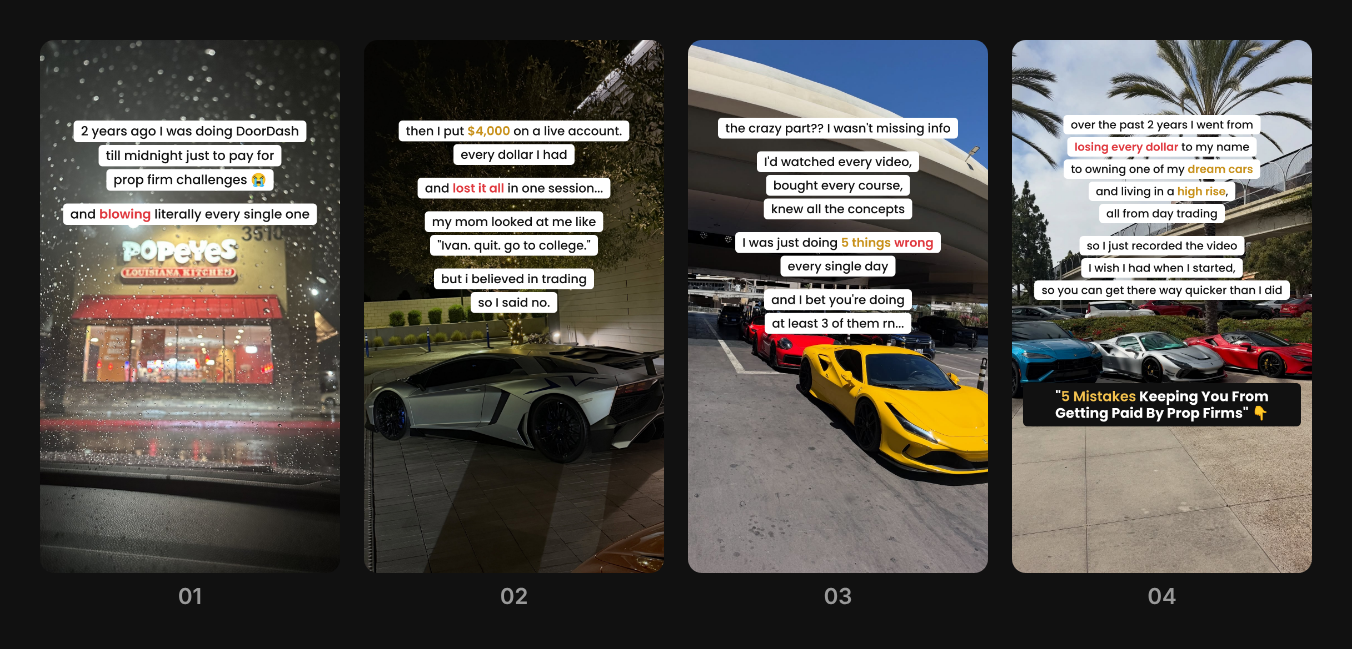 2 years ago I was doing DoorDash
till midnight just to pay for
prop firm challenges 😭
and blowing literally every single one
3510
POPEYES
LOUISIANA KITCHEN
01
then I put $4,000 on a live account.
every dollar I had
and lost it all in one session...
my mom looked at me like
"Ivan. quit. go to college."
but i believed in trading
so I said no.
02
the crazy part?? I wasn't missing info
I'd watched every video,
bought every course,
knew all the concepts
I was just doing 5 things wrong
every single day
and I bet you're doing
at least 3 of them rn...
03
over the past 2 years I went from
losing every dollar to my name
to owning one of my dream cars
and living in a high rise,
all from day trading
so I just recorded the video
I wish I had when I started,
so you can get there way quicker than I did
"5 Mistakes Keeping You From
Getting Paid By Prop Firms" 👇
04